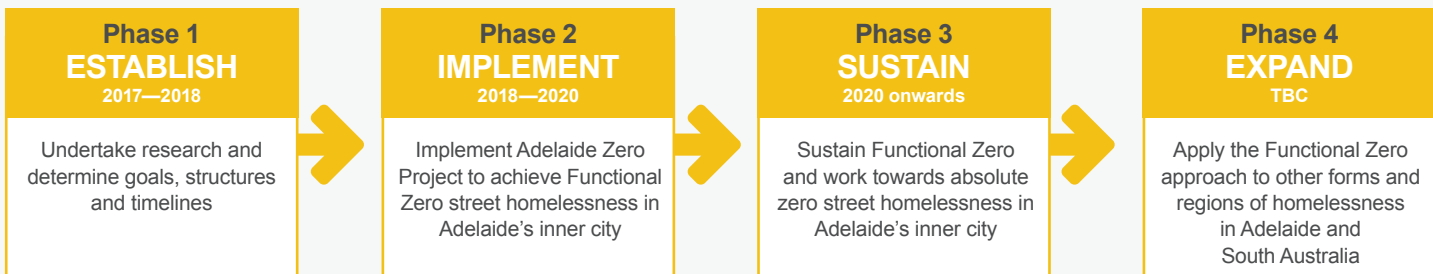 Phase 1
ESTABLISH
2017—2018
Undertake research and
determine goals, structures
and timelines
Phase 2
IMPLEMENT
2018—2020
Implement Adelaide Zero
Project to achieve Functional
Zero street homelessness in
Adelaide’s inner city
Phase 3
SUSTAIN
2020 onwards
Sustain Functional Zero
and work towards absolute
zero street homelessness in
Adelaide’s inner city
Phase 4
EXPAND
TBC
Apply the Functional Zero
approach to other forms and
regions of homelessness
in Adelaide and
South Australia